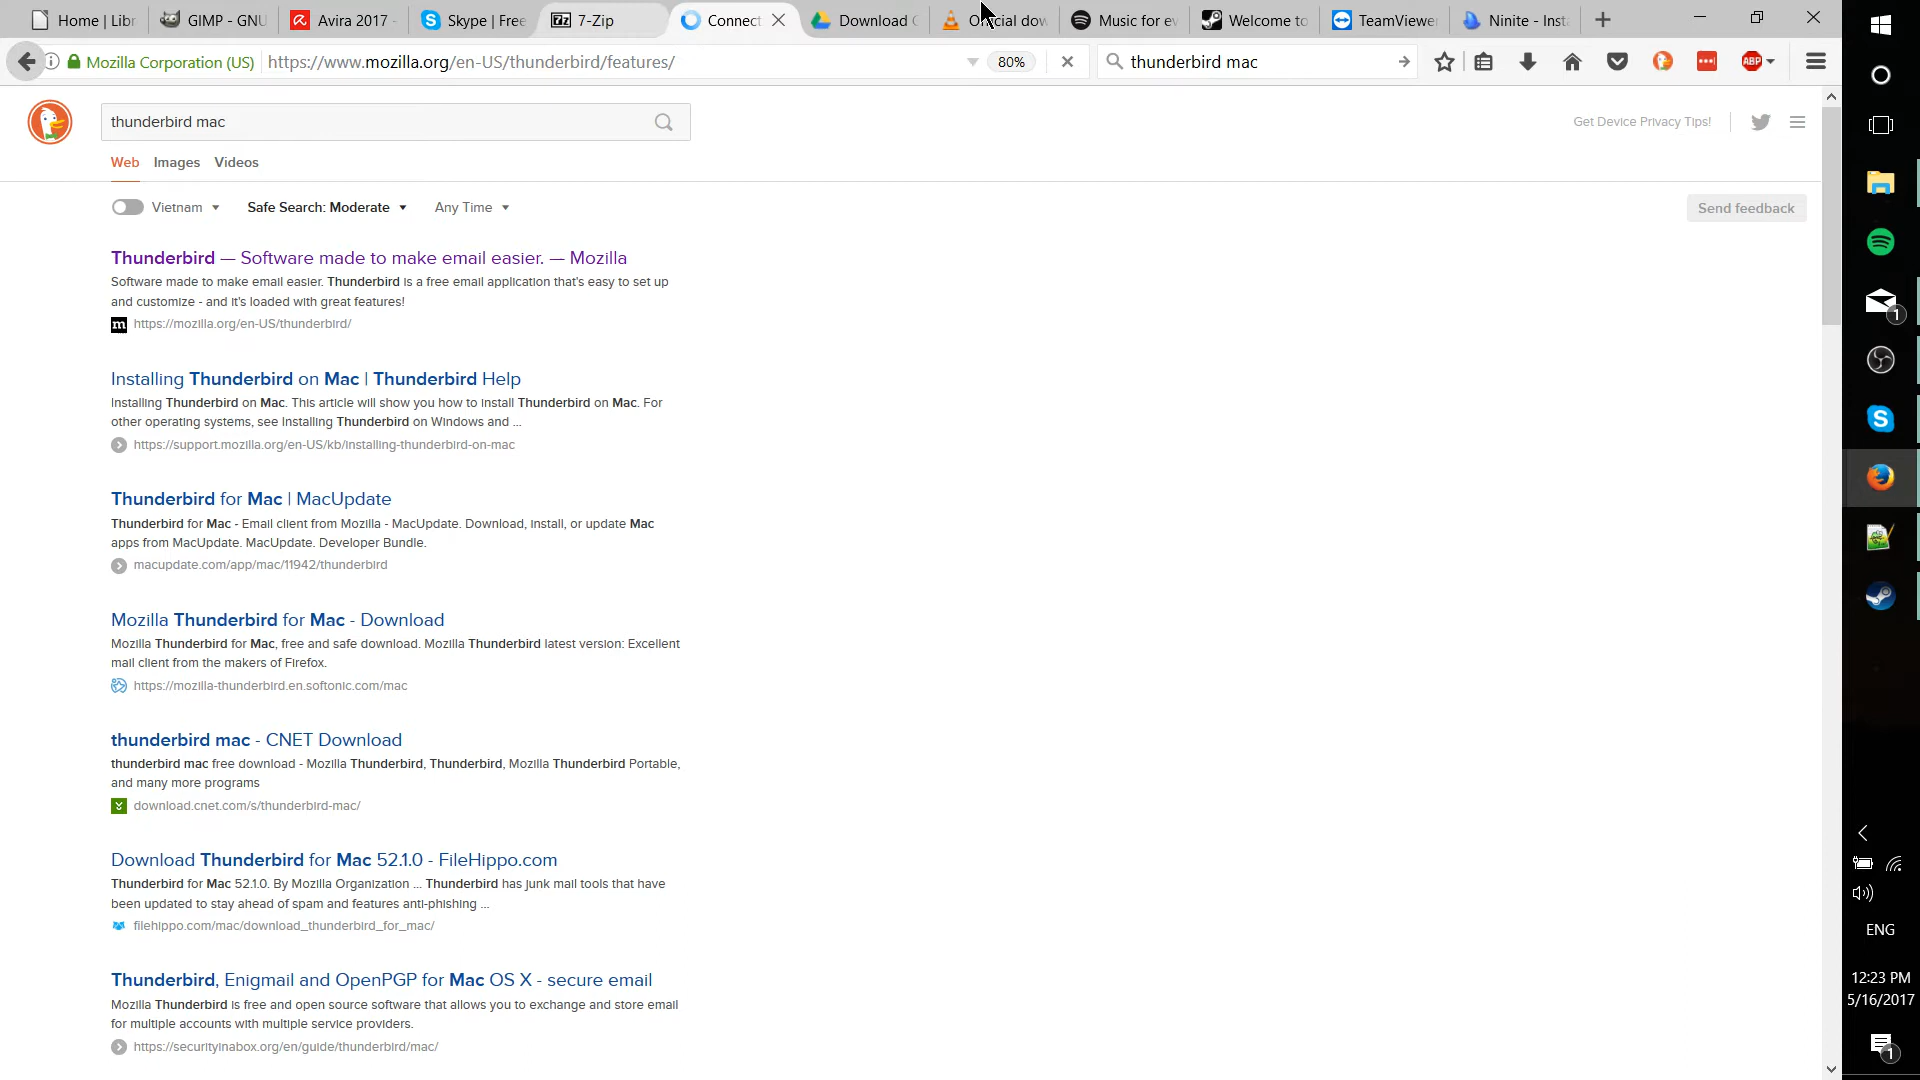 Home | Libr
GIMP - GNU
Avira 2017 -
Skype | Free
7-Zip
Connect
Download G
Official dow
Music for ev
Welcome to
TeamViewer
Ninite - Inst
Mozilla Corporation (US)
https://www.mozilla.org/en-US/thunderbird/features/
80%
thunderbird mac
ABP
thunderbird mac
Get Device Privacy Tips!
Web Images Videos
Vietnam
Safe Search: Moderate
Any Time
Send feedback
Thunderbird — Software made to make email easier. — Mozilla
Software made to make email easier. Thunderbird is a free email application that's easy to set up
and customize - and it's loaded with great features!
m https://mozilla.org/en-US/thunderbird/
Installing Thunderbird on Mac | Thunderbird Help
Installing Thunderbird on Mac. This article will show you how to install Thunderbird on Mac. For
other operating systems, see Installing Thunderbird on Windows and ...
https://support.mozilla.org/en-US/kb/installing-thunderbird-on-mac
Thunderbird for Mac | MacUpdate
Thunderbird for Mac - Email client from Mozilla - MacUpdate. Download, install, or update Mac
apps from MacUpdate. MacUpdate. Developer Bundle.
macupdate.com/app/mac/11942/thunderbird
Mozilla Thunderbird for Mac - Download
Mozilla Thunderbird for Mac, free and safe download. Mozilla Thunderbird latest version: Excellent
mail client from the makers of Firefox.
https://mozilla-thunderbird.en.softonic.com/mac
thunderbird mac - CNET Download
thunderbird mac free download - Mozilla Thunderbird, Thunderbird, Mozilla Thunderbird Portable,
and many more programs
download.cnet.com/s/thunderbird-mac/
Download Thunderbird for Mac 52.1.0 - FileHippo.com
Thunderbird for Mac 52.1.0. By Mozilla Organization ... Thunderbird has junk mail tools that have
been updated to stay ahead of spam and features anti-phishing ...
filehippo.com/mac/download_thunderbird_for_mac/
Thunderbird, Enigmail and OpenPGP for Mac OS X - secure email
Mozilla Thunderbird is free and open source software that allows you to exchange and store email
for multiple accounts with multiple service providers.
https://securityinabox.org/en/guide/thunderbird/mac/
1
ENG
12:23 PM
5/16/2017
1